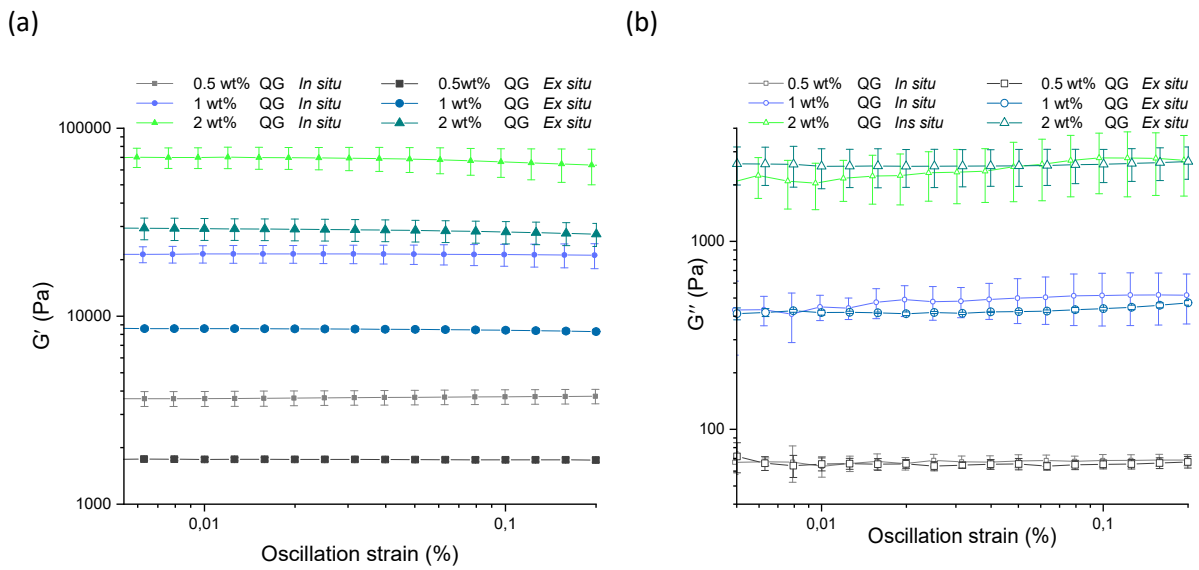 (a)
0.5 wt% QG In situ
1 wt% QG In situ
2 wt% QG In situ
0.5wt% QG Ex situ
1 wt% QG Ex situ
2 wt% QG Ex situ
100000
10000
1000
G′ (Pa)
0,01
0,1
Oscillation strain (%)
(b)
0.5 wt% QG In situ
1 wt% QG In situ
2 wt% QG Ins situ
0.5 wt% QG Ex situ
1 wt% QG Ex situ
2 wt% QG Ex situ
1000
100
G″ (Pa)
0,01
0,1
Oscillation strain (%)